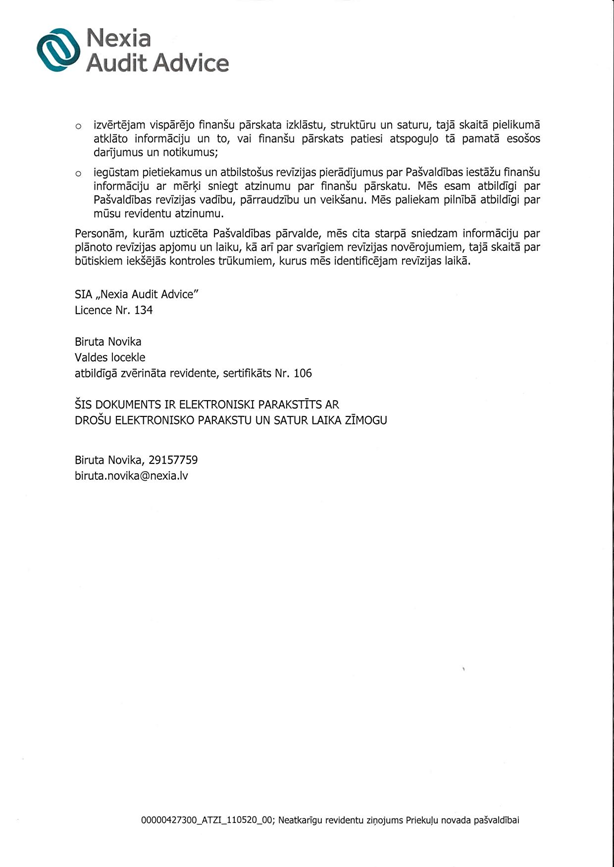 Nexia
Audit Advice
o izvērtējam vispārējo finanšu pārskata izklāstu, struktūru un saturu, tajā skaitā pielikumā
atklāto informāciju un to, vai finanšu pārskats patiesi atspoguļo tā pamatā esošos
darījumus un notikumus;
o iegūstam pietiekamus un atbilstošus revīzijas pierādījumus par Pašvaldības iestāžu finanšu
informāciju ar mērķi sniegt atzinumu par finanšu pārskatu. Mēs esam atbildīgi par
Pašvaldības revīzijas vadību, pārraudzību un veikšanu. Mēs paliekam pilnībā atbildīgi par
mūsu revidentu atzinumu.
Personām, kurām uzticēta Pašvaldības pārvalde, mēs cita starpā sniedzam informāciju par
plānoto revīzijas apjomu un laiku, kā arī par svarīgiem revīzijas novērojumiem, tajā skaitā par
būtiskiem iekšējās kontroles trūkumiem, kurus mēs identificējam revīzijas laikā.
SIA „Nexia Audit Advice”
Licence Nr. 134
Biruta Novika
Valdes locekle
atbildīgā zvērināta revidente, sertifikāts Nr. 106
ŠIS DOKUMENTS IR ELEKTRONISKI PARAKSTĪTS AR
DROŠU ELEKTRONISKO PARAKSTU UN SATUR LAIKA ZĪMOGU
Biruta Novika, 29157759
biruta.novika@nexia.lv
00000427300_ATZI_110520_00; Neatkarīgu revidentu ziņojums Priekuļu novada pašvaldībai